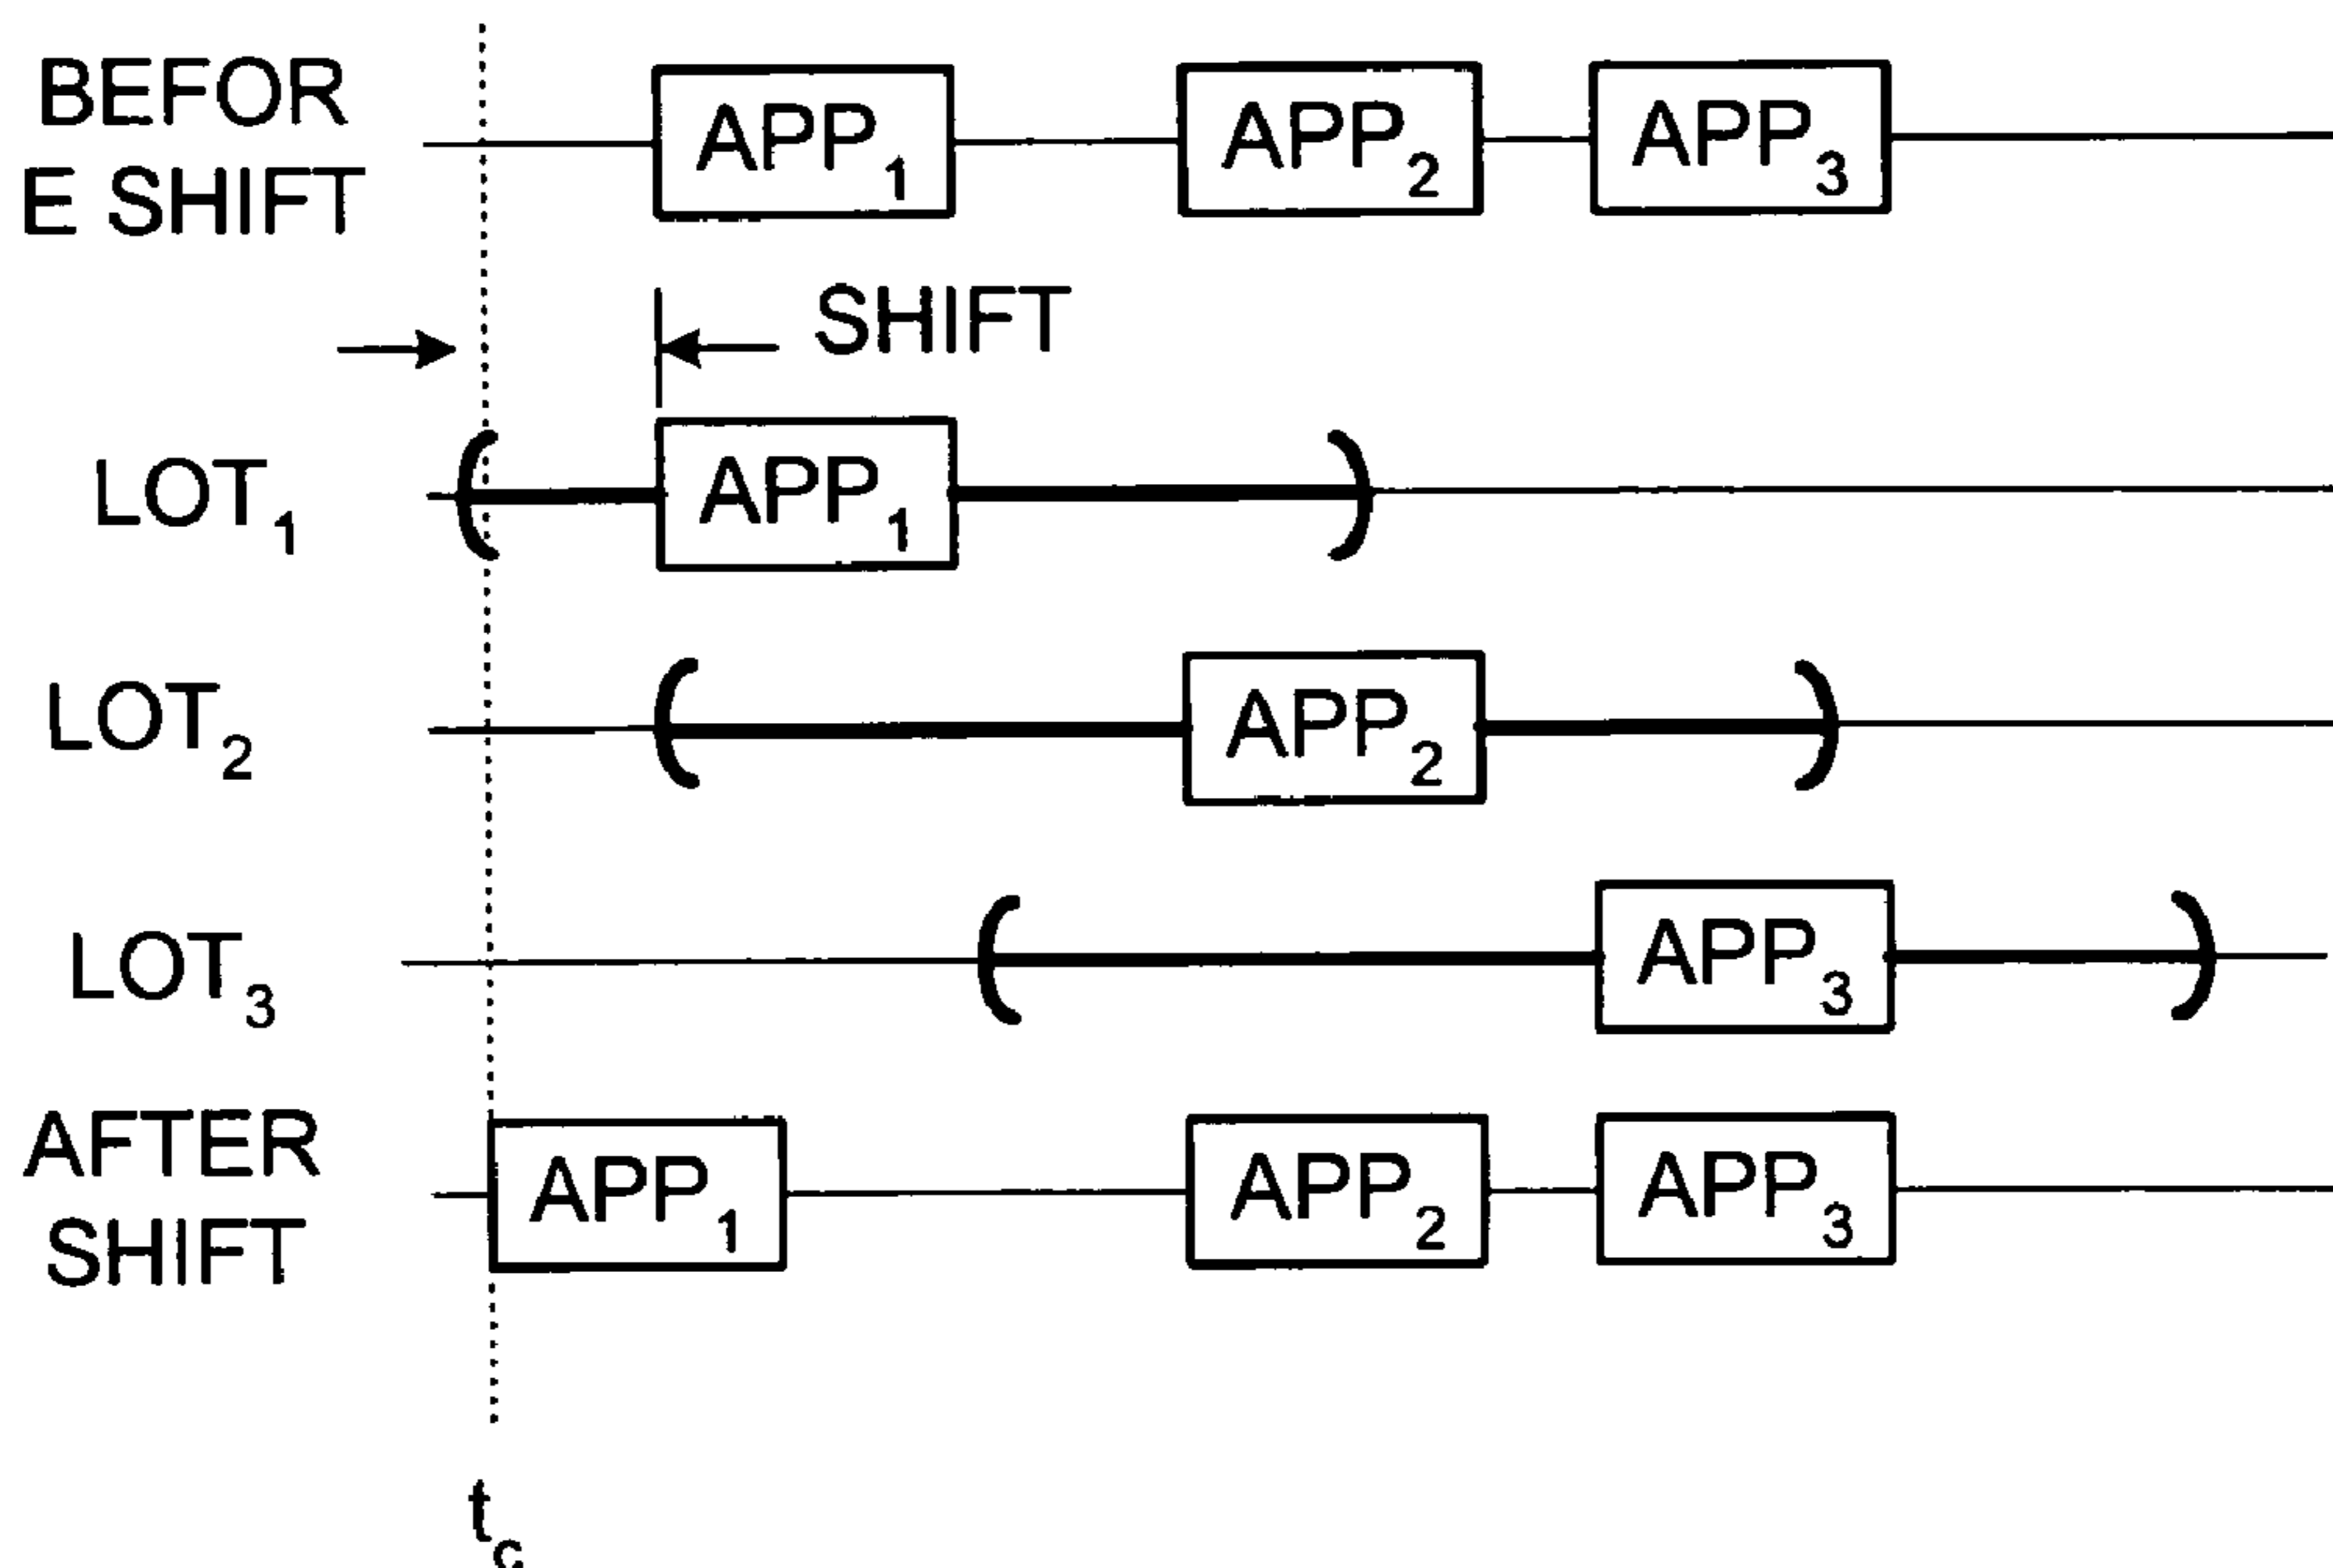 BEFOR
E SHIFT
APP1 APP2 APP3
SHIFT
LOT1 APP1
LOT2 APP2
LOT3 APP3
AFTER
SHIFT
APP1 APP2 APP3
tc